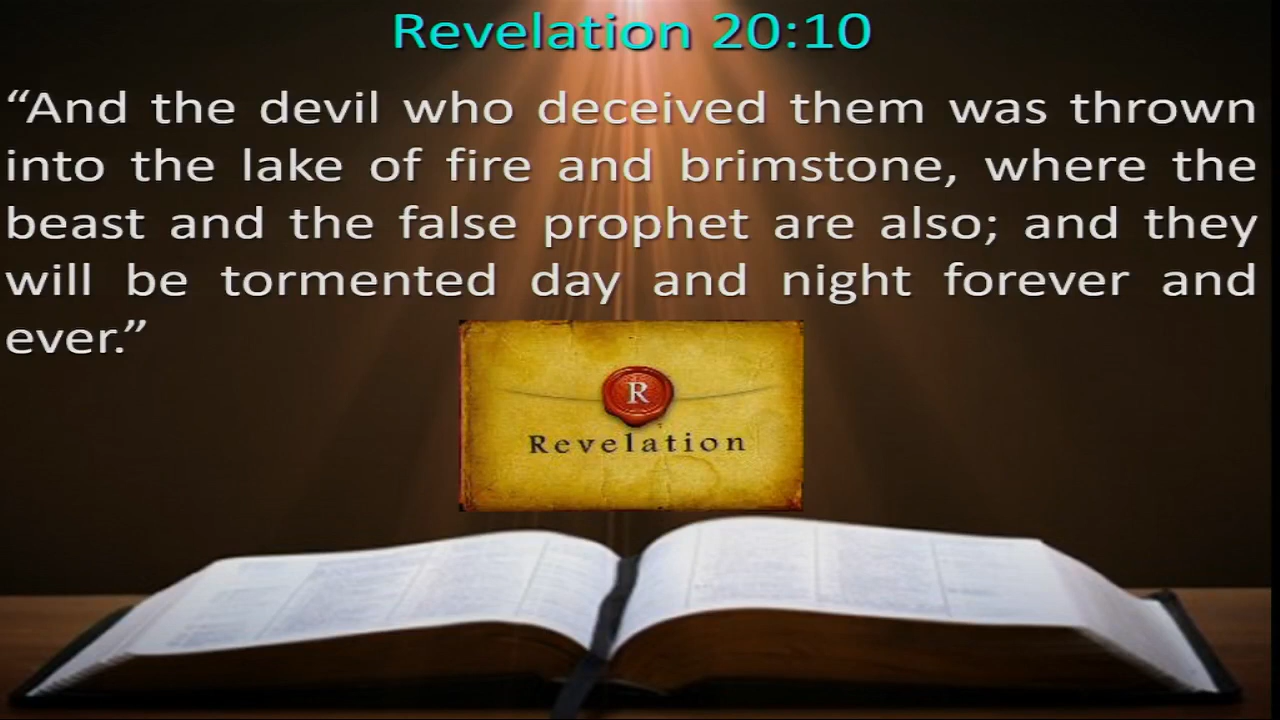 Revelation 20:10
“And the devil who deceived them was thrown
into the lake of fire and brimstone, where the
beast and the false prophet are also; and they
will be tormented day and night forever and
ever.”
R
Revelation